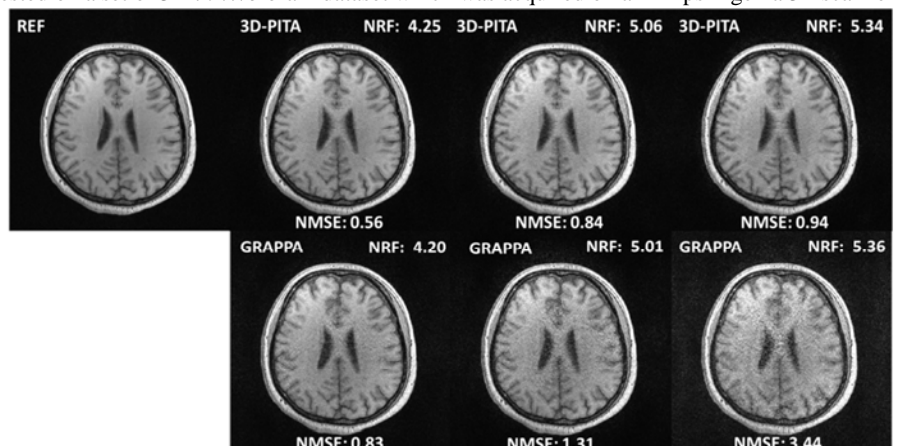 REF
3D-PITA NRF: 4.25
3D-PITA NRF: 5.06
3D-PITA NRF: 5.34
NMSE: 0.56
NMSE: 0.84
NMSE: 0.94
GRAPPA NRF: 4.20
GRAPPA NRF: 5.01
GRAPPA NRF: 5.36
NMSE: 0.83
NMSE: 1.31
NMSE: 3.44